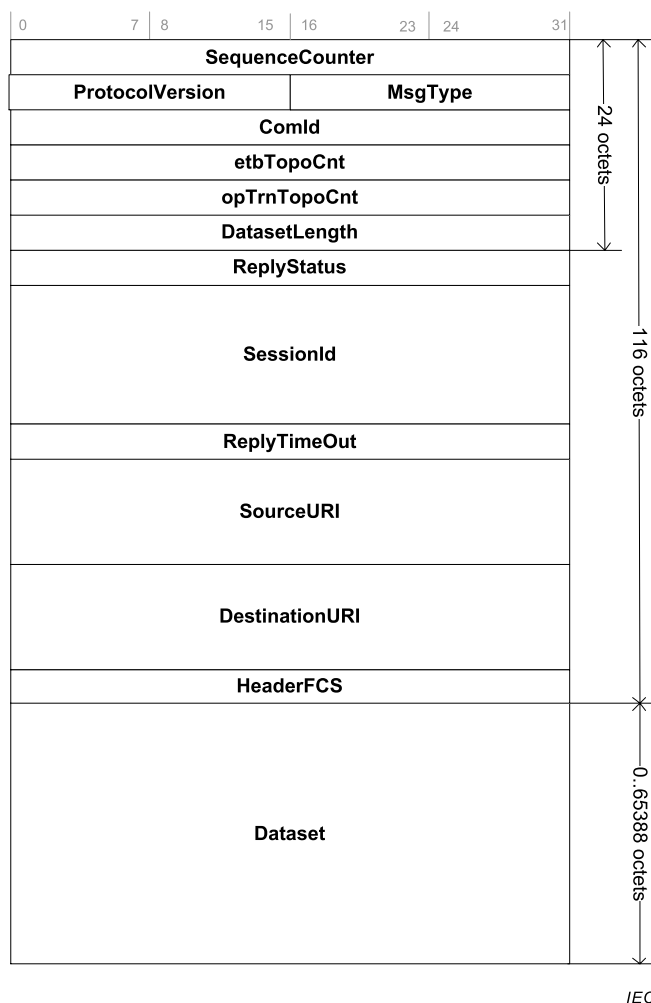 0 7 8 15 16 23 24 31
SequenceCounter
ProtocolVersion MsgType
ComId
etbTopoCnt
opTrnTopoCnt
DatasetLength
24 octets
ReplyStatus
SessionId
116 octets
ReplyTimeOut
SourceURI
DestinationURI
HeaderFCS
Dataset
0..65388 octets
IEC